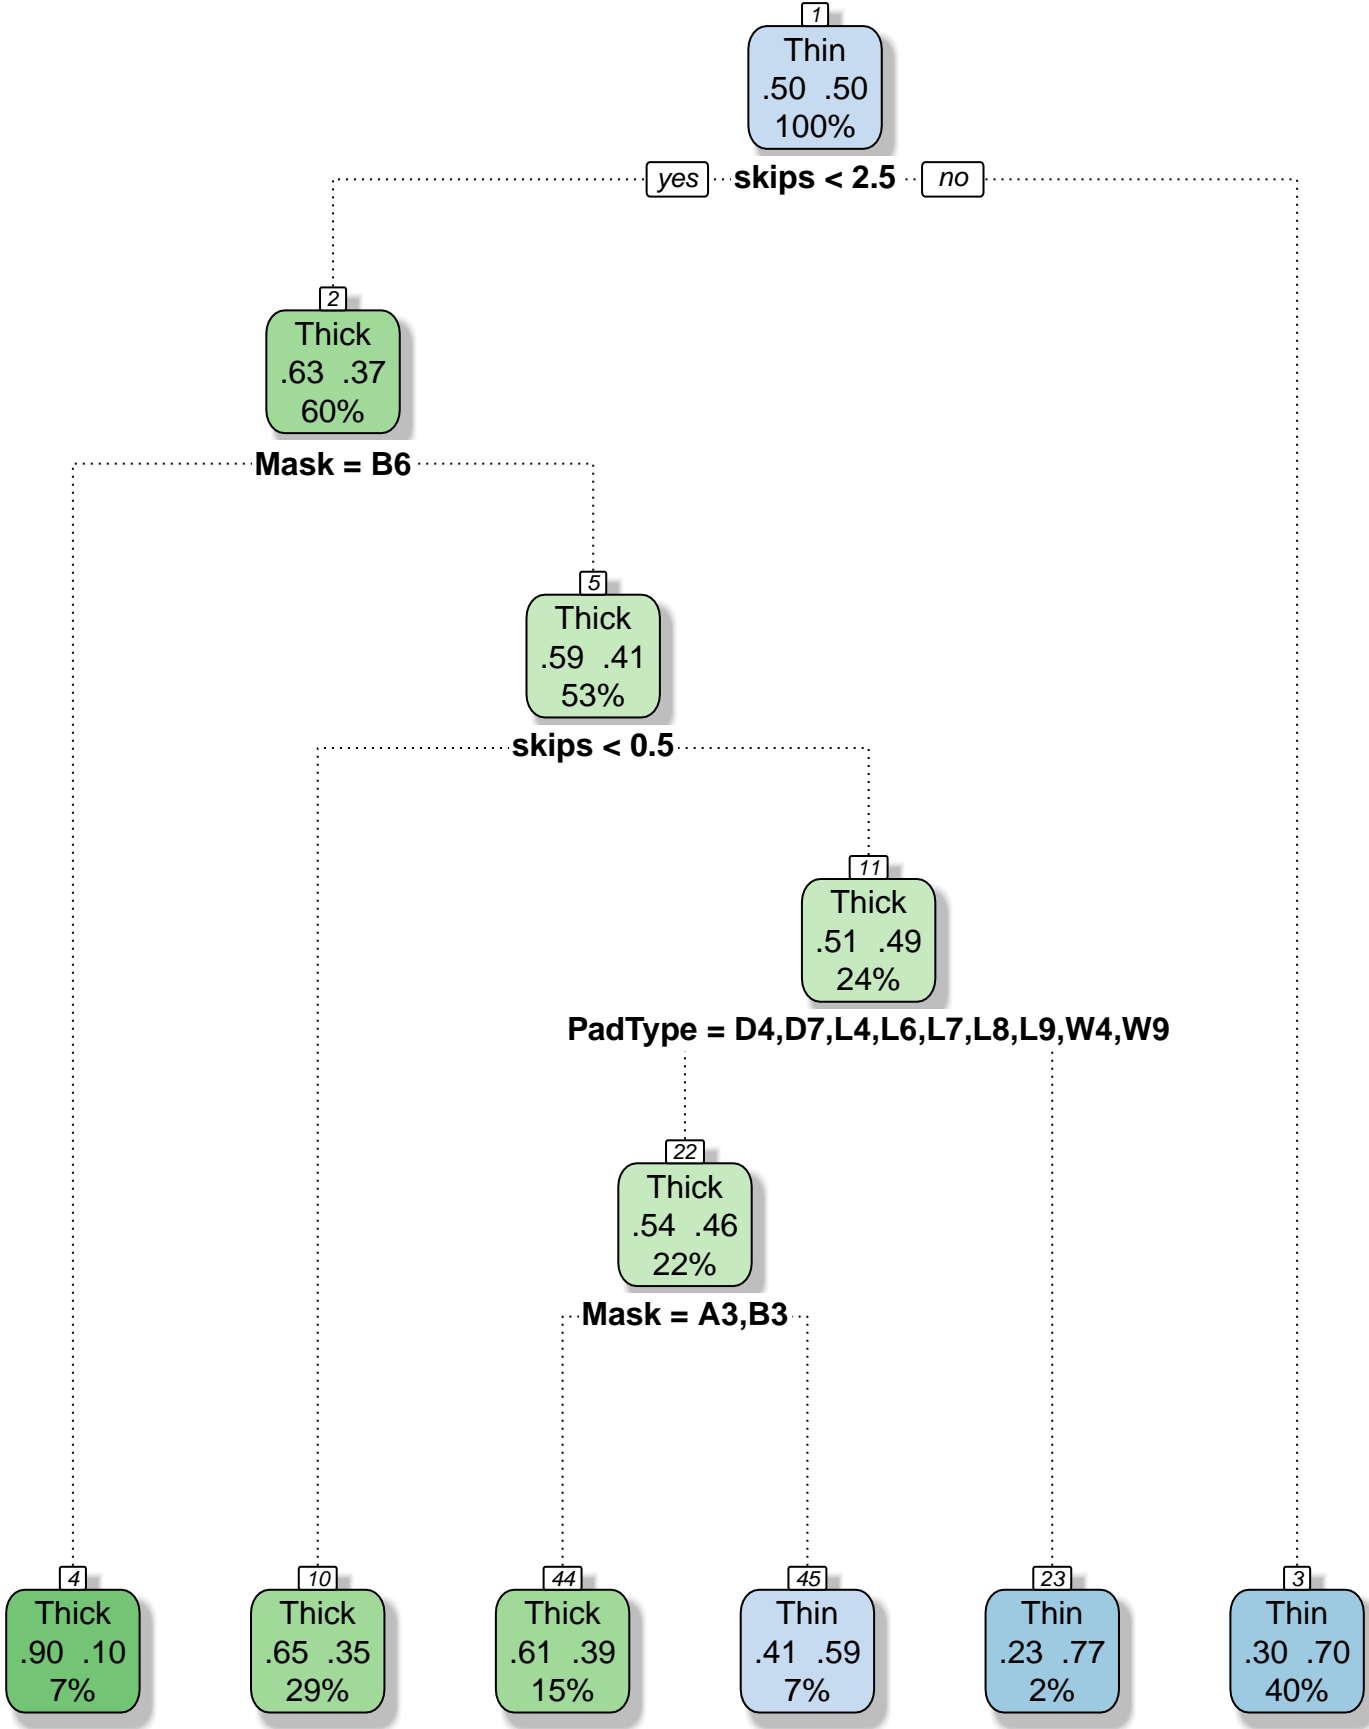 1
Thin
.50 .50
100%
yes skips < 2.5 no
2
Thick
.63 .37
60%
Mask = B6
5
Thick
.59 .41
53%
skips < 0.5
11
Thick
.51 .49
24%
PadType = D4,D7,L4,L6,L7,L8,L9,W4,W9
22
Thick
.54 .46
22%
Mask = A3,B3
4
Thick
.90 .10
7%
10
Thick
.65 .35
29%
44
Thick
.61 .39
15%
45
Thin
.41 .59
7%
23
Thin
.23 .77
2%
3
Thin
.30 .70
40%